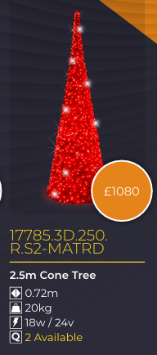 £1080
17785.3D.250.
R.S2-MATRD
2.5m Cone Tree
0.72m
20kg
18w / 24v
Q 2 Available